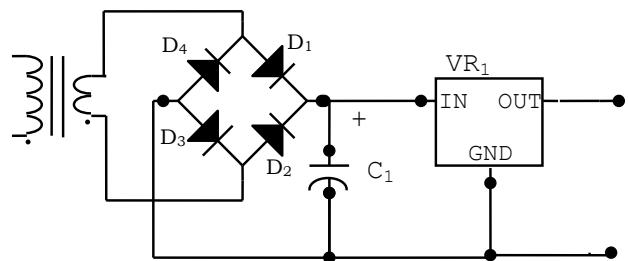 D₄
D₁
VR₁
IN OUT
+
D₃
D₂
GND
C₁